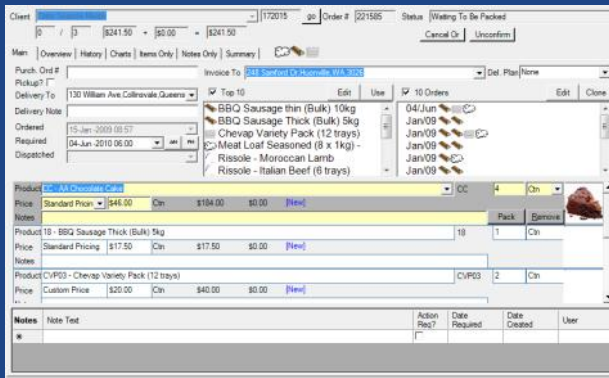 Client 172015 go Order # 221585 Status Waiting To Be Packed
0 / 3 $241.50 + $0.00 = $241.50 Cancel Or Unconfirm
Main Overview History Charts Items Only Notes Only Summary
Purch. Ord # Invoice To 248 Samford Dr,Huonville,WA,3026 Del. Plan None
Pickup?
Delivery To 130 William Ave,Collinsvale,Queens Top 10 Edit Use 10 Orders Edit Clone
Delivery Note
Ordered 15-Jan-2009 08:57
Required 04-Jun-2010 06:00 AM PM
Dispatched
BBQ Sausage thin (Bulk) 10kg 04/Jun
BBQ Sausage Thick (Bulk) 5kg Jan/09
Chevap Variety Pack (12 trays) Jan/09
Meat Loaf Seasoned (8 x 1kg) - Jan/09
Rissole - Moroccan Lamb Jan/09
Rissole - Italian Beef (6 trays) Jan/09
Product CC - AA Chocolate Cake CC 4 Ctn
Price Standard Pricin $46.00 Ctn $184.00 $0.00 [New]
Notes Pack Remove
Product 18 - BBQ Sausage Thick (Bulk) 5kg 18 1 Ctn
Price Standard Pricing $17.50 Ctn $17.50 $0.00 [New]
Notes
Product CVP03 - Chevap Variety Pack (12 trays) CVP03 2 Ctn
Price Custom Price $20.00 Ctn $40.00 $0.00 [New]
Notes Note Text Action Req? Date Required Date Created User